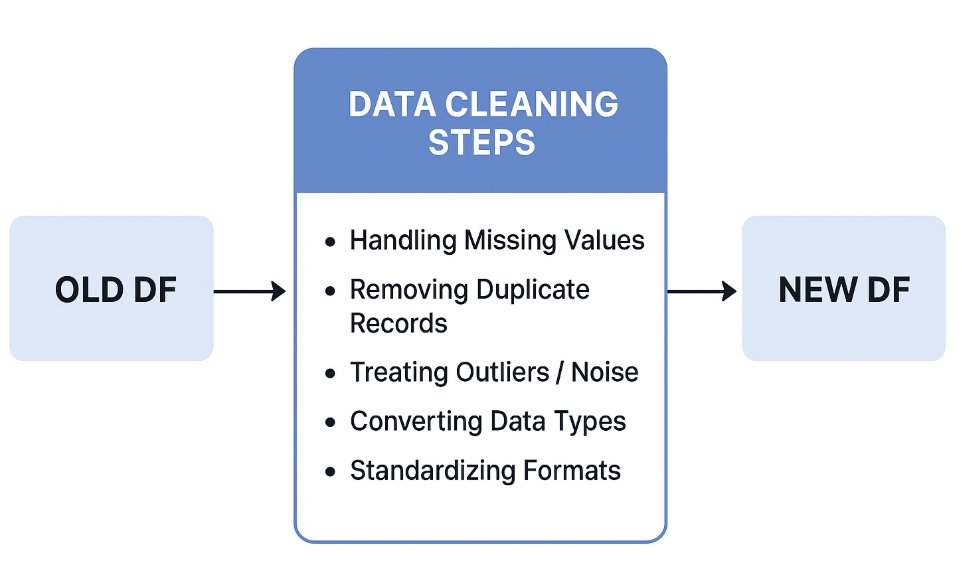 DATA CLEANING
STEPS
OLD DF
• Handling Missing Values
• Removing Duplicate
Records
• Treating Outliers / Noise
• Converting Data Types
• Standardizing Formats
NEW DF